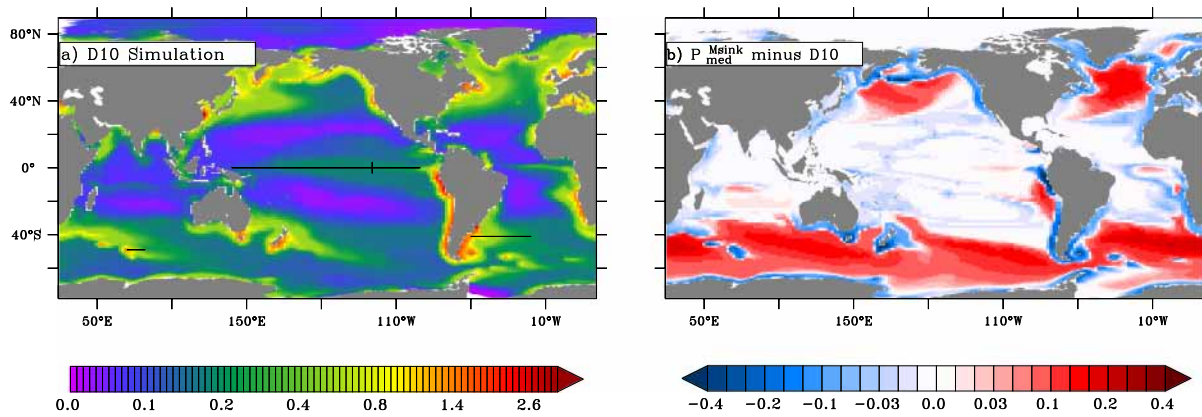 a) D10 Simulation
80°N
40°N
0°
40°S
50°E 150°E 110°W 10°W
0.0 0.1 0.2 0.4 0.8 1.4 2.6
b) P Msink med minus D10
50°E 150°E 110°W 10°W
−0.4 −0.2 −0.1 −0.03 0.0 0.03 0.1 0.2 0.4